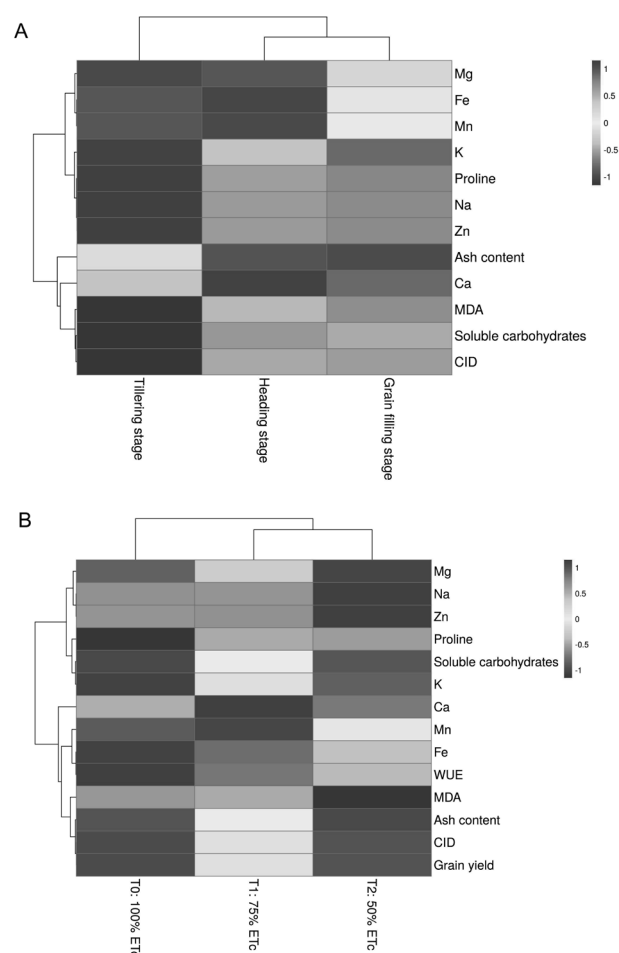 A
Mg
Fe
Mn
K
Proline
Na
Zn
Ash content
Ca
MDA
Soluble carbohydrates
CID
Tillering stage
Heading stage
Grain filling stage
1
0.5
0
-0.5
-1
B
Mg
Na
Zn
Proline
Soluble carbohydrates
K
Ca
Mn
Fe
WUE
MDA
Ash content
CID
Grain yield
T0: 100% ETc
T1: 75% ETc
T2: 50% ETc
1
0.5
0
-0.5
-1